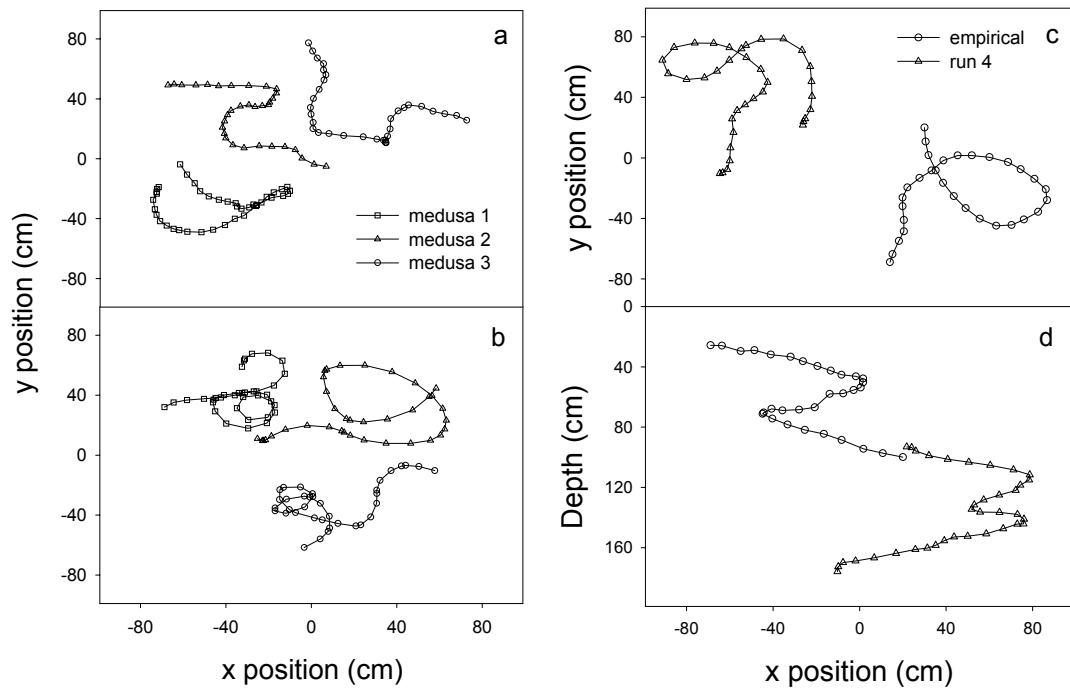 a
80
40
0
-40
-80
medusa 1
medusa 2
medusa 3
y position (cm)
b
80
40
0
-40
-80
-80 -40 0 40 80
x position (cm)
c
empirical
run 4
80
40
0
-40
-80
y position (cm)
d
0
40
80
120
160
Depth (cm)
-80 -40 0 40 80
x position (cm)